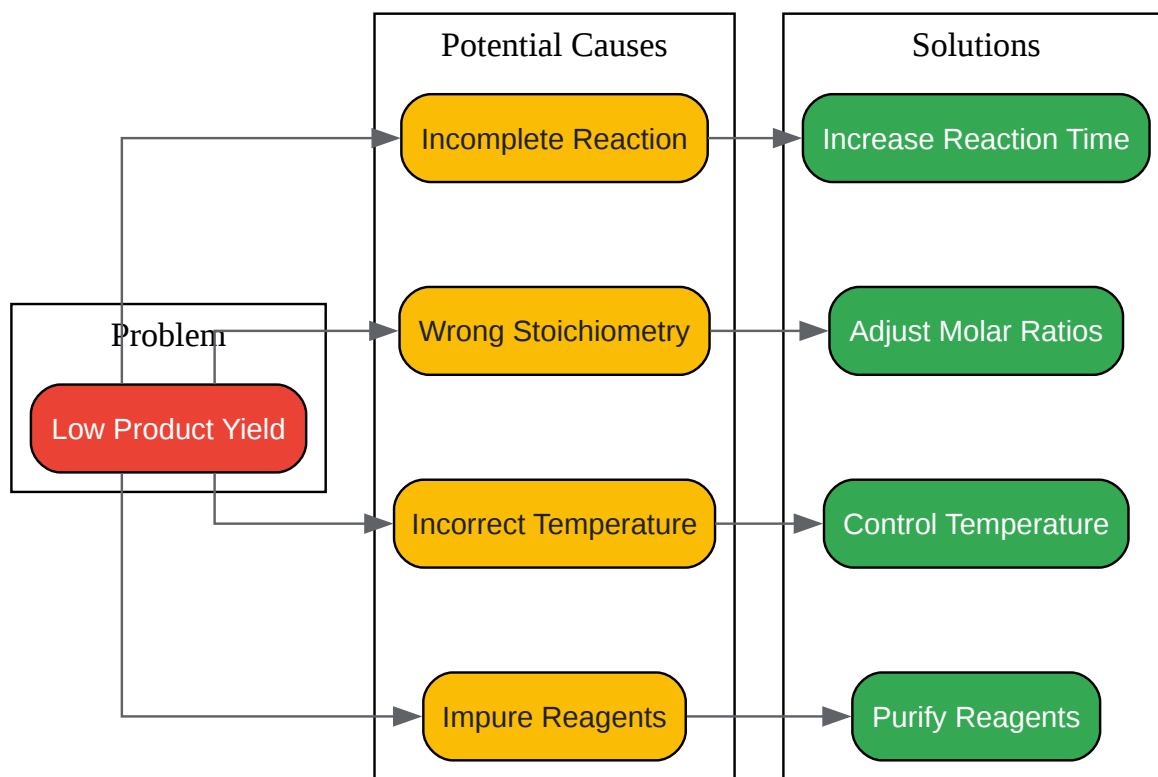 Potential Causes
Solutions
Incomplete Reaction
Increase Reaction Time
Problem
Wrong Stoichiometry
Adjust Molar Ratios
Low Product Yield
Incorrect Temperature
Control Temperature
Impure Reagents
Purify Reagents